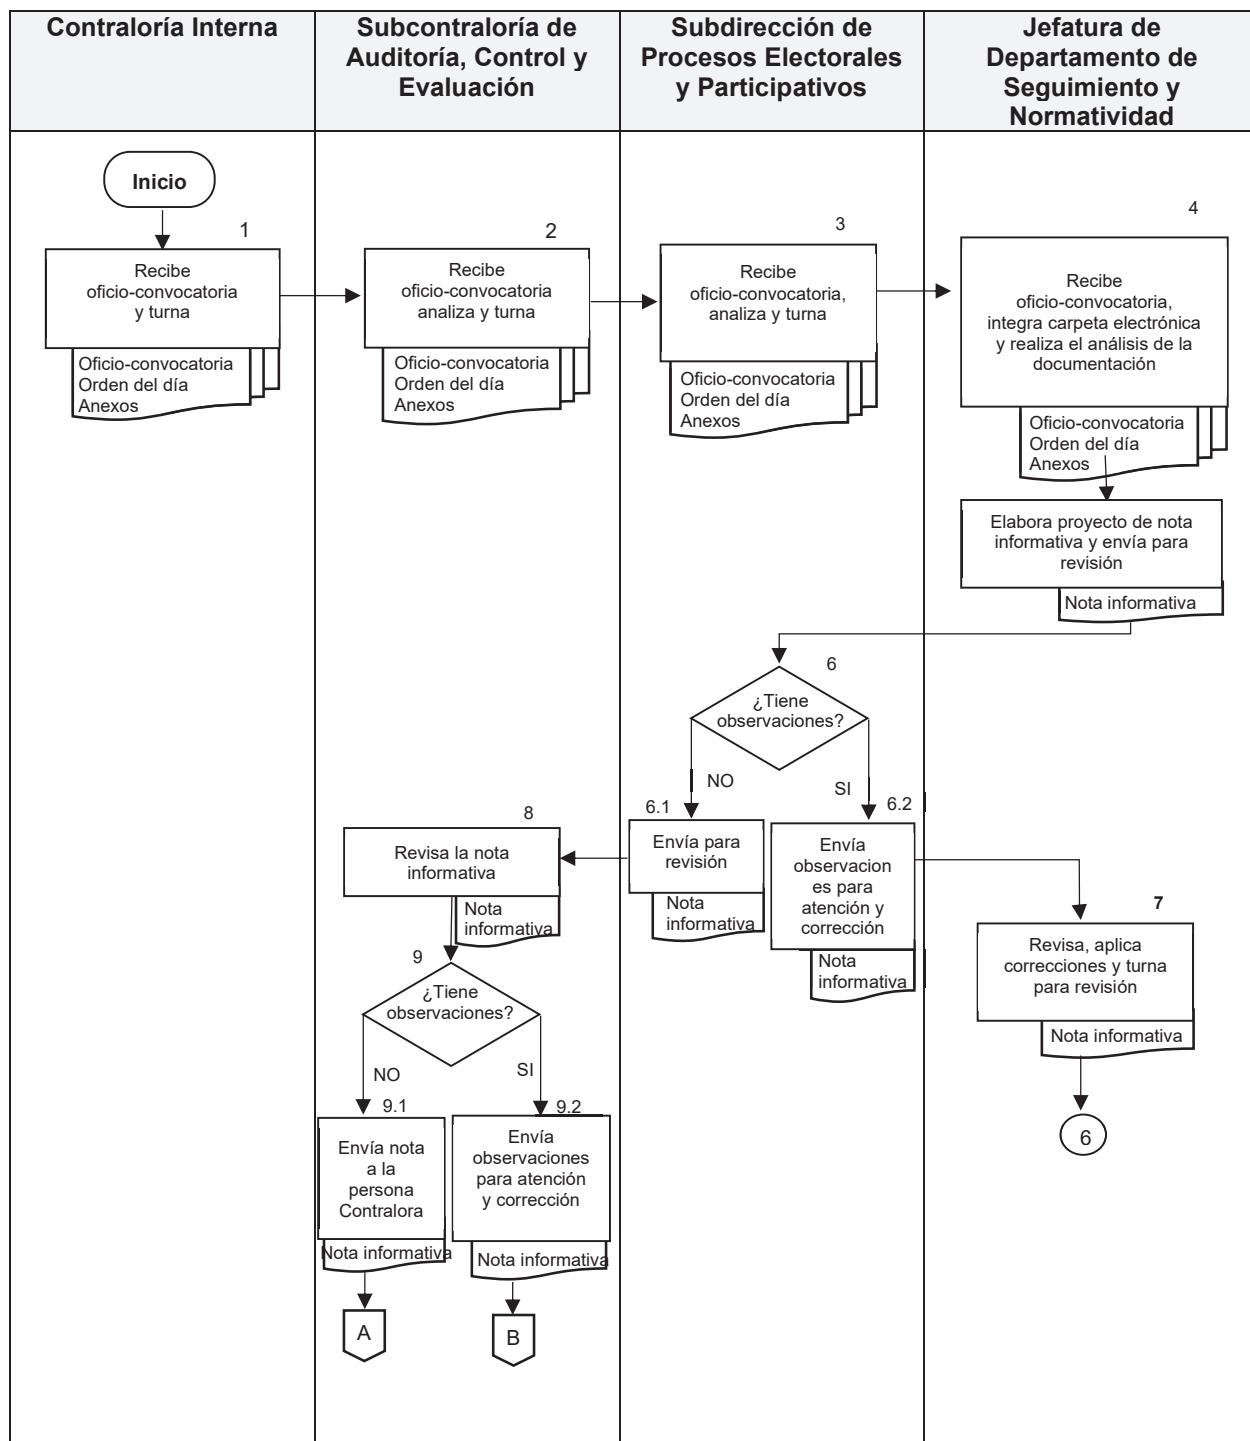 Contraloría Interna
Subcontraloría de
Auditoría, Control y
Evaluación
Subdirección de
Procesos Electorales
y Participativos
Jefatura de
Departamento de
Seguimiento y
Normatividad
Inicio
1
Recibe
oficio-convocatoria
y turna
Oficio-convocatoria
Orden del día
Anexos
2
Recibe
oficio-convocatoria
analiza y turna
Oficio-convocatoria
Orden del día
Anexos
3
Recibe
oficio-convocatoria,
analiza y turna
Oficio-convocatoria
Orden del día
Anexos
4
Recibe
oficio-convocatoria,
integra carpeta electrónica
y realiza el análisis de la
documentación
Oficio-convocatoria
Orden del día
Anexos
Elabora proyecto de nota
informativa y envía para
revisión
Nota informativa
6
¿Tiene
observaciones?
NO
SI
6.1
Envía para
revisión
Nota
informativa
6.2
Envía
observacion
es para
atención y
corrección
Nota
informativa
7
Revisa, aplica
correcciones y turna
para revisión
Nota informativa
6
8
Revisa la nota
informativa
Nota
informativa
9
¿Tiene
observaciones?
NO
SI
9.1
Envía nota
a la
persona
Contralora
Nota informativa
A
9.2
Envía
observaciones
para atención
y corrección
Nota informativa
B